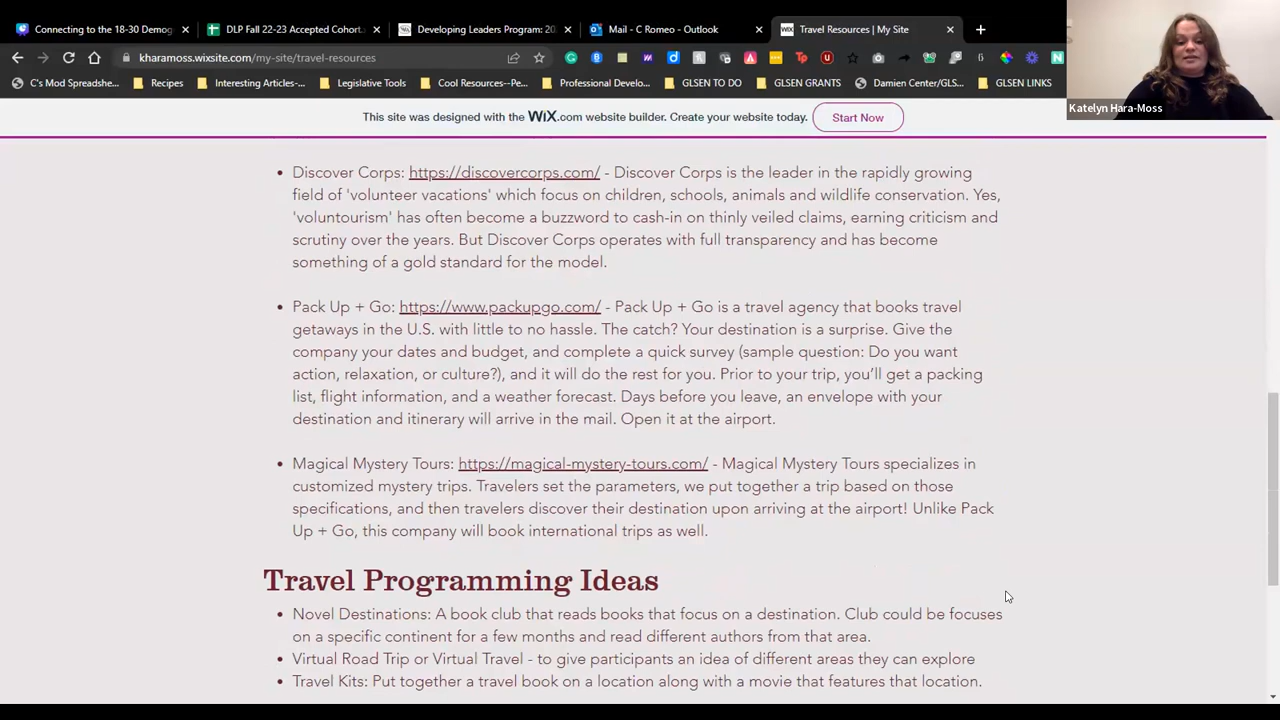 Connecting to the 18-30 Demog
DLP Fall 22-23 Accepted Cohort
Developing Leaders Program: 20
Mail - C Romeo - Outlook
WIX Travel Resources | My Site
kharamoss.wixsite.com/my-site/travel-resources
C's Mod Spreadshe...
Recipes
Interesting Articles-...
Legislative Tools
Cool Resources--Pe...
Professional Develo...
GLSEN TO DO
GLSEN GRANTS
Damien Center/GLS...
GLSEN LINKS
Katelyn Hara-Moss
This site was designed with the WiX.com website builder. Create your website today.
Start Now
• Discover Corps: https://discovercorps.com/ - Discover Corps is the leader in the rapidly growing
field of 'volunteer vacations' which focus on children, schools, animals and wildlife conservation. Yes,
'voluntourism' has often become a buzzword to cash-in on thinly veiled claims, earning criticism and
scrutiny over the years. But Discover Corps operates with full transparency and has become
something of a gold standard for the model.
• Pack Up + Go: https://www.packupgo.com/ - Pack Up + Go is a travel agency that books travel
getaways in the U.S. with little to no hassle. The catch? Your destination is a surprise. Give the
company your dates and budget, and complete a quick survey (sample question: Do you want
action, relaxation, or culture?), and it will do the rest for you. Prior to your trip, you’ll get a packing
list, flight information, and a weather forecast. Days before you leave, an envelope with your
destination and itinerary will arrive in the mail. Open it at the airport.
• Magical Mystery Tours: https://magical-mystery-tours.com/ - Magical Mystery Tours specializes in
customized mystery trips. Travelers set the parameters, we put together a trip based on those
specifications, and then travelers discover their destination upon arriving at the airport! Unlike Pack
Up + Go, this company will book international trips as well.
Travel Programming Ideas
• Novel Destinations: A book club that reads books that focus on a destination. Club could be focuses
on a specific continent for a few months and read different authors from that area.
• Virtual Road Trip or Virtual Travel - to give participants an idea of different areas they can explore
• Travel Kits: Put together a travel book on a location along with a movie that features that location.